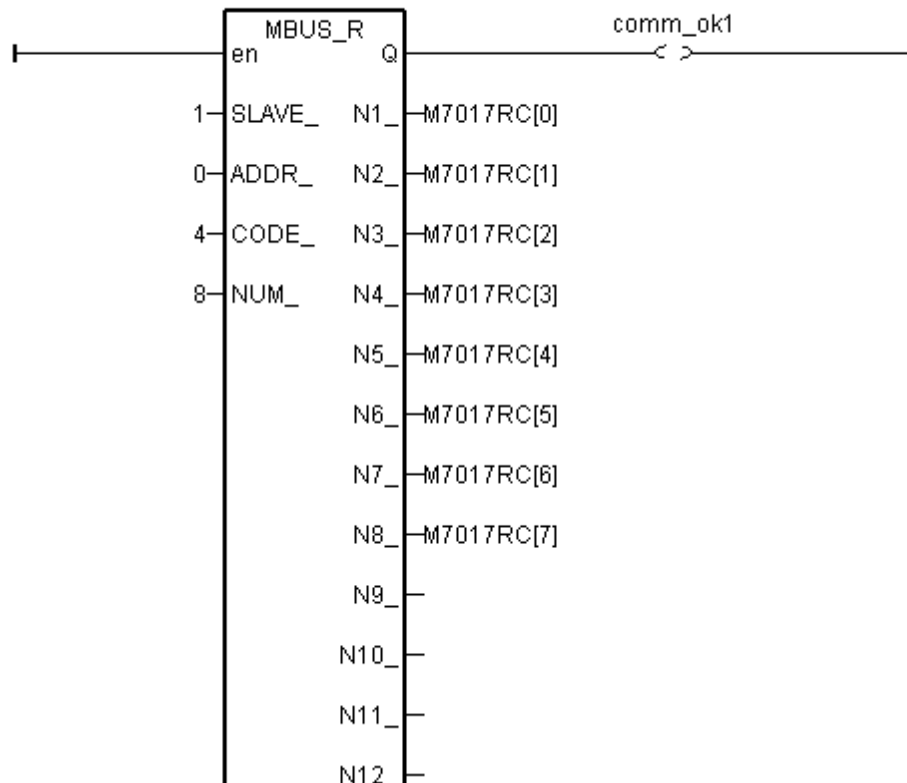 MBUS_R comm_ok1
en Q
1 SLAVE_ N1_ M7017RC[0]
0 ADDR_ N2_ M7017RC[1]
4 CODE_ N3_ M7017RC[2]
8 NUM_ N4_ M7017RC[3]
N5_ M7017RC[4]
N6_ M7017RC[5]
N7_ M7017RC[6]
N8_ M7017RC[7]
N9_
N10_
N11_
N12_